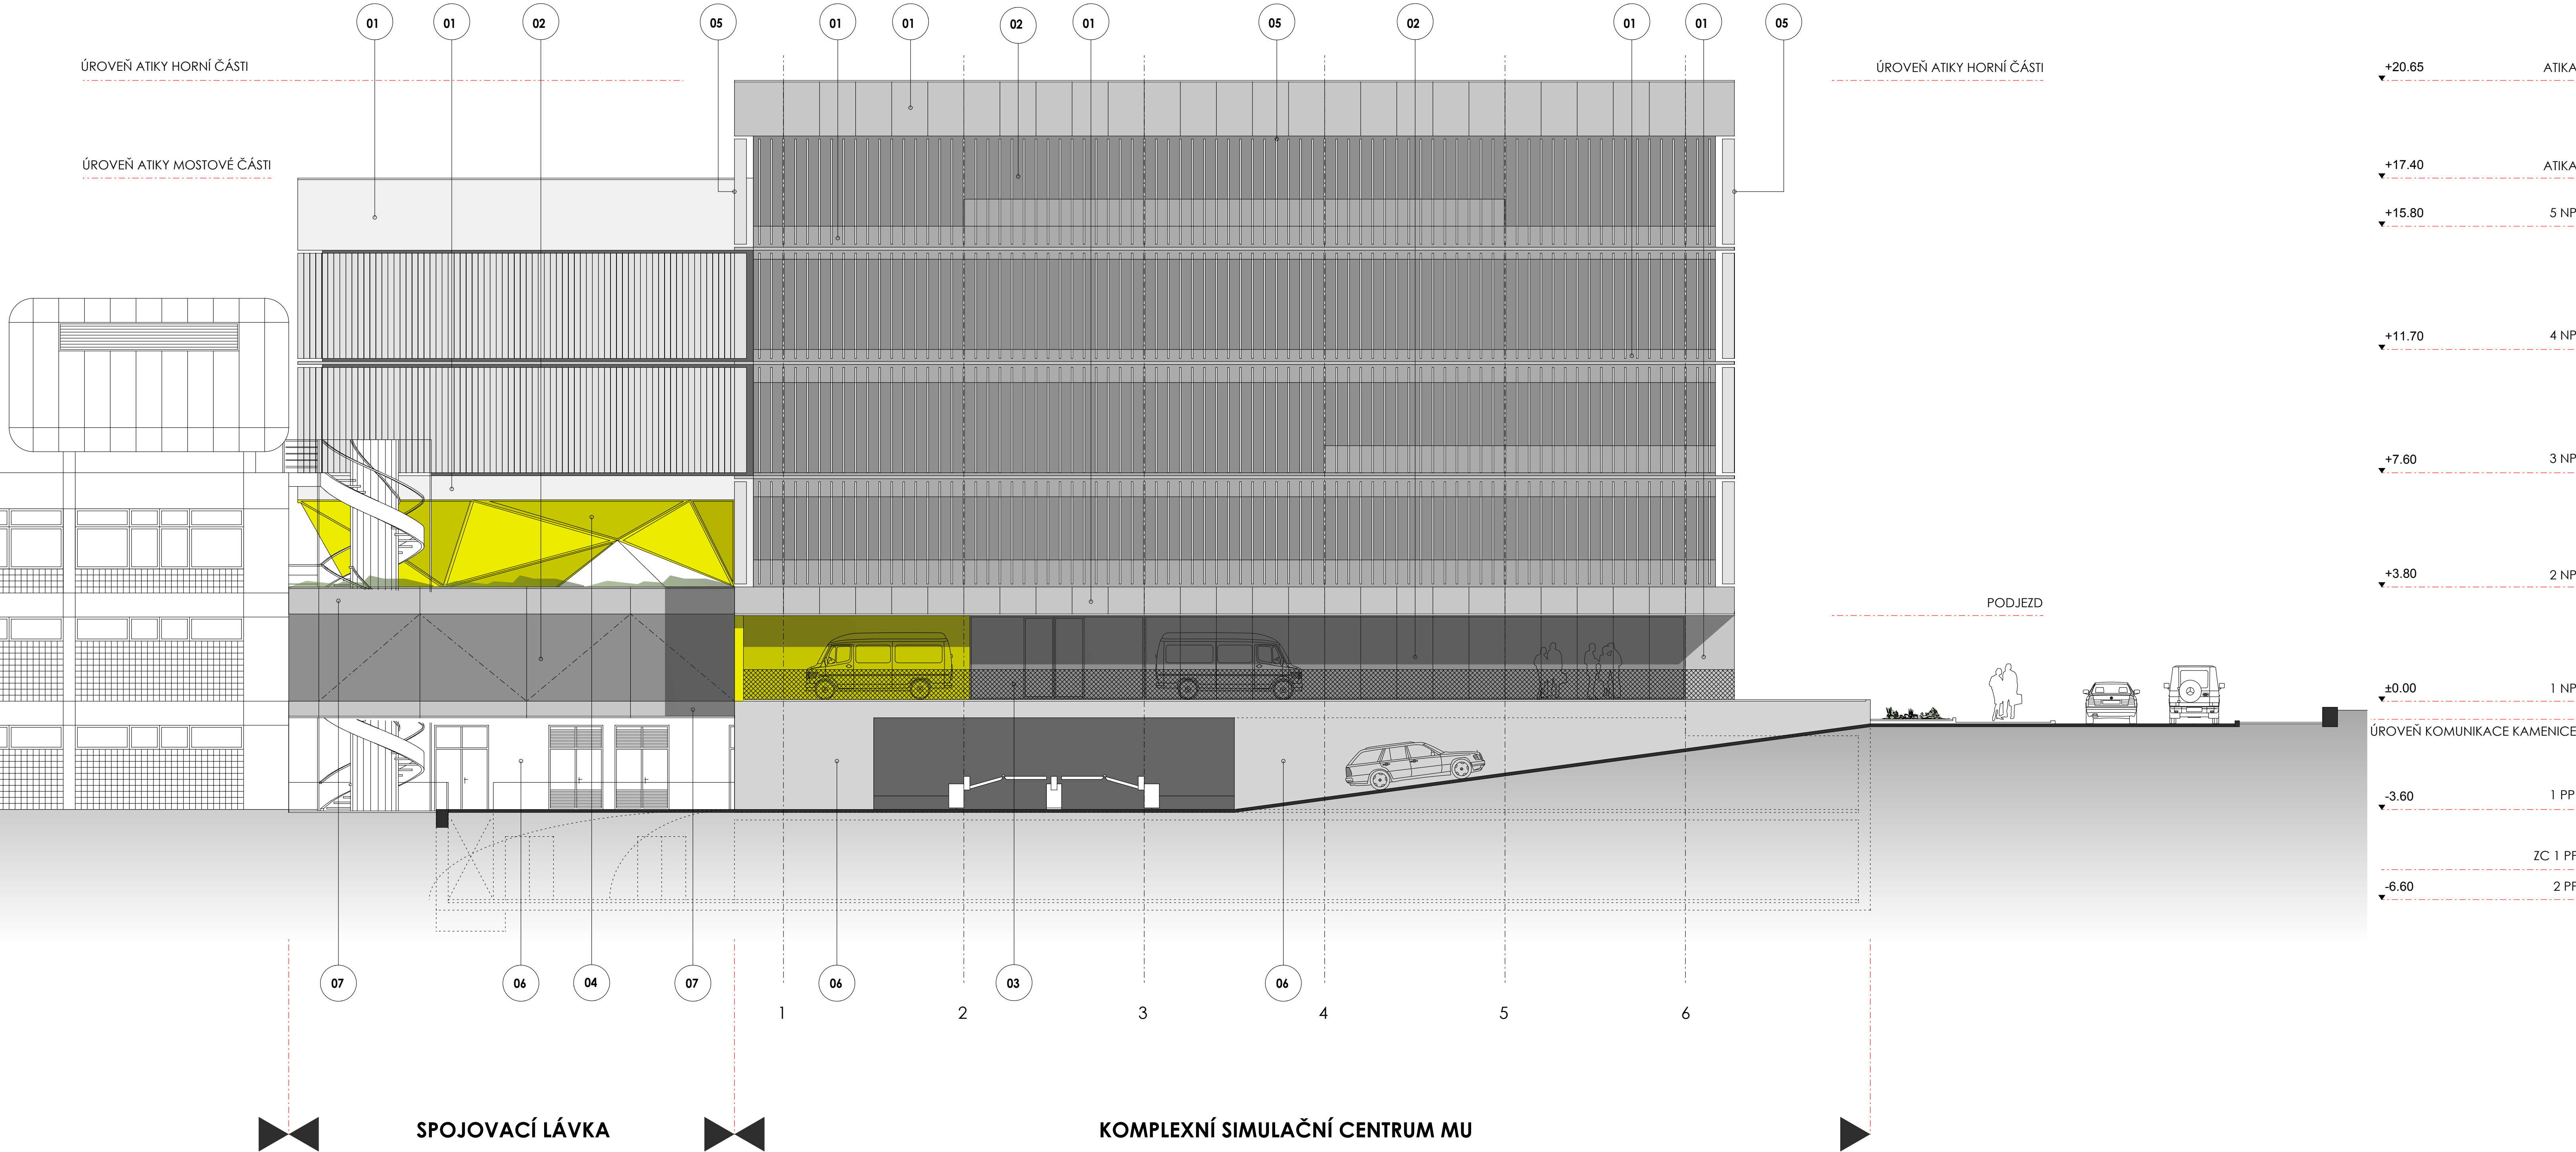 01 01 02 05 01 01 02 01 05 02 01 01 05
ÚROVEŇ ATIKY HORNÍ ČÁSTI
ÚROVEŇ ATIKY HORNÍ ČÁSTI
+20.65 ATIKA
ÚROVEŇ ATIKY MOSTOVÉ ČÁSTI
+17.40 ATIKA
+15.80 5 NP
+11.70 4 NP
+7.60 3 NP
+3.80 2 NP
PODJEZD
±0.00 1 NP
ÚROVEŇ KOMUNIKACE KAMENICE
-3.60 1 PP
ZC 1 PP
-6.60 2 PP
07 06 04 07 06 03 06
1 2 3 4 5 6
SPOJOVACÍ LÁVKA
KOMPLEXNÍ SIMULAČNÍ CENTRUM MU